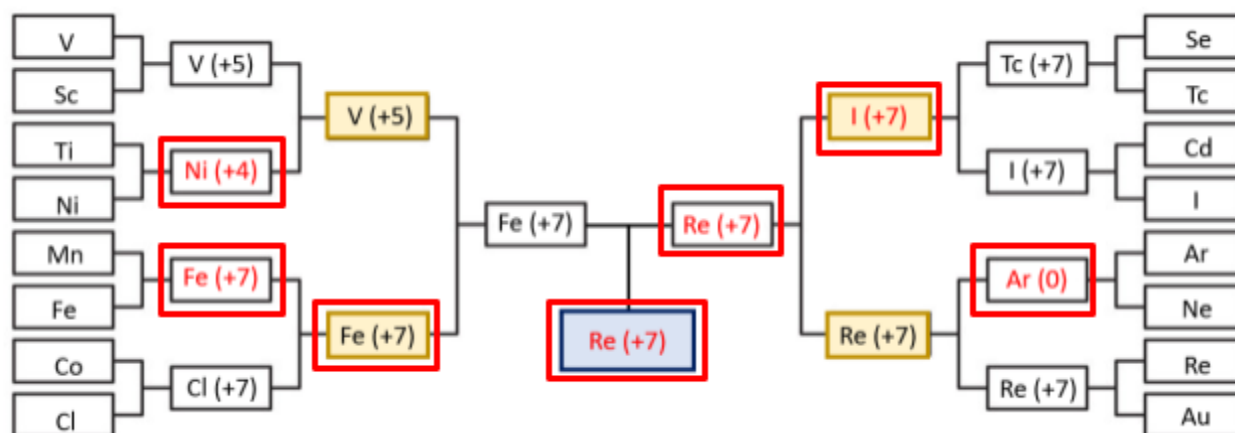 V
Sc
Ti
Ni
Mn
Fe
Co
Cl
V (+5)
Ni (+4)
Fe (+7)
Cl (+7)
V (+5)
Fe (+7)
Fe (+7)
Re (+7)
Re (+7)
I (+7)
Re (+7)
Tc (+7)
I (+7)
Ar (0)
Re (+7)
Se
Tc
Cd
I
Ar
Ne
Re
Au